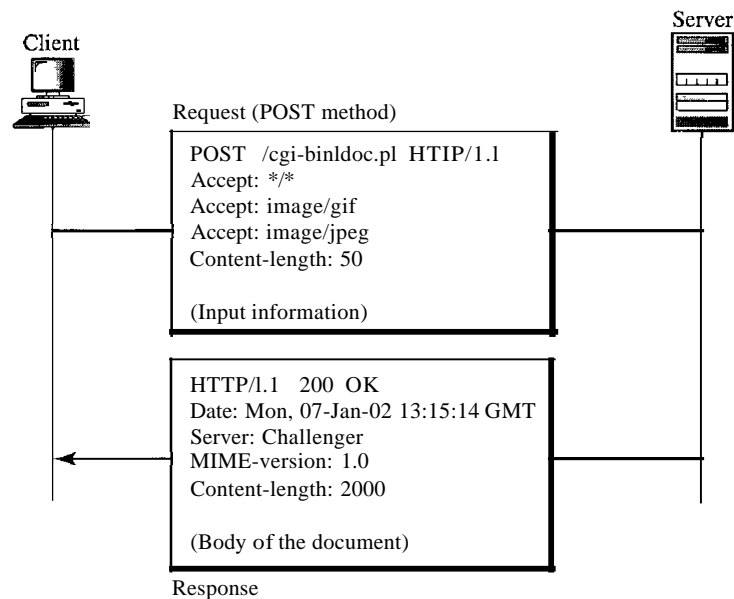 Client
Server
Request (POST method)
POST /cgi-binldoc.pl HTIP/1.l
Accept: */*
Accept: image/gif
Accept: image/jpeg
Content-length: 50
(Input information)
HTTP/l.1 200 OK
Date: Mon, 07-Jan-02 13:15:14 GMT
Server: Challenger
MIME-version: 1.0
Content-length: 2000
(Body of the document)
Response